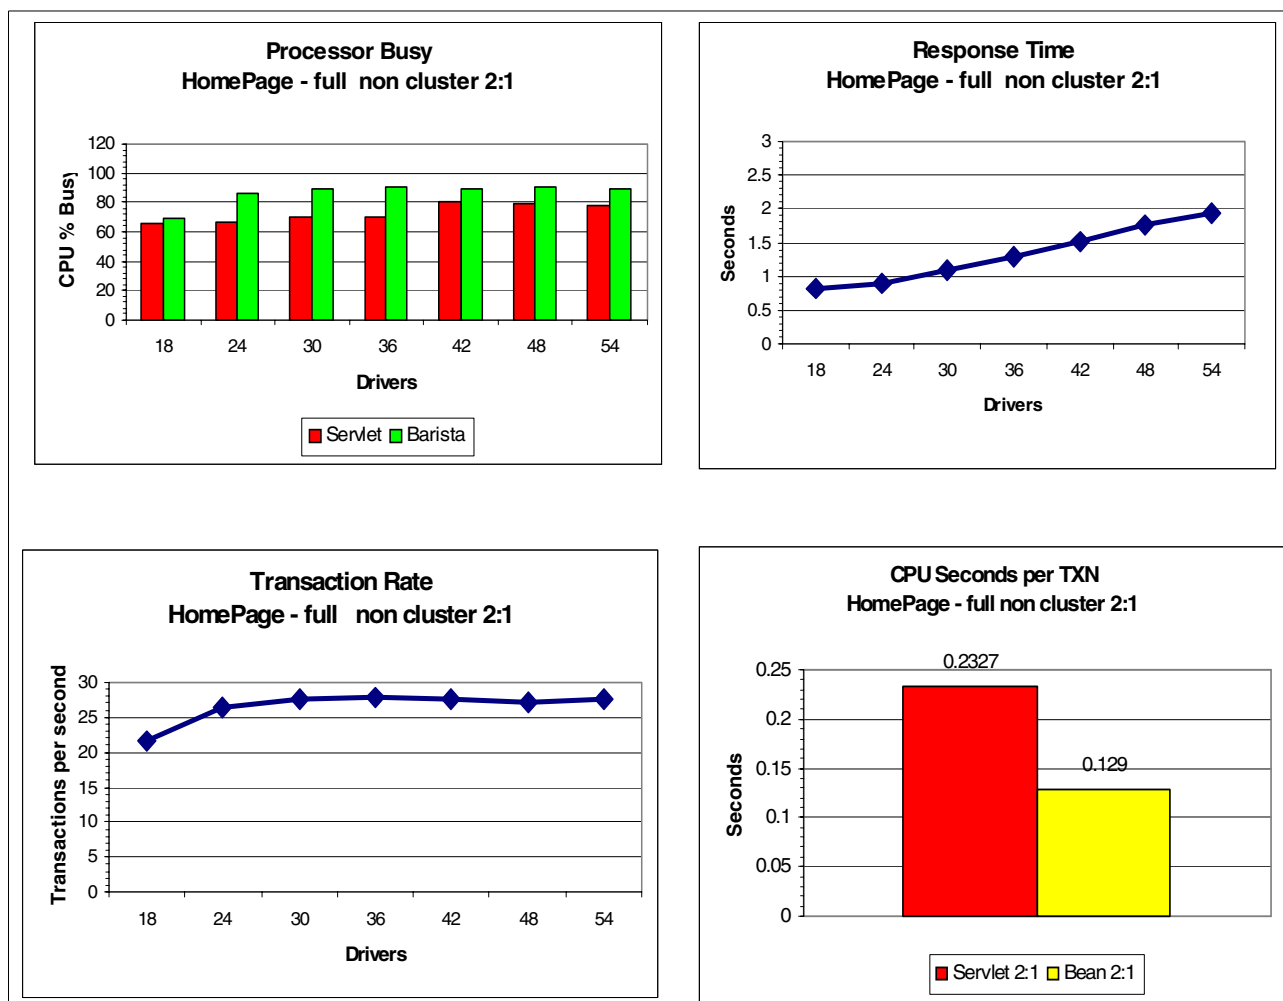 Processor Busy
HomePage - full non cluster 2:1
120
100
80
60
40
20
0
CPU % Busy
18 24 30 36 42 48 54
Drivers
Servlet Barista
Response Time
HomePage - full non cluster 2:1
3
2.5
2
1.5
1
0.5
0
Seconds
18 24 30 36 42 48 54
Drivers
Transaction Rate
HomePage - full non cluster 2:1
30
25
20
15
10
5
0
Transactions per second
18 24 30 36 42 48 54
Drivers
CPU Seconds per TXN
HomePage - full non cluster 2:1
0.25
0.2
0.15
0.1
0.05
0
Seconds
0.2327
0.129
Servlet 2:1 Bean 2:1